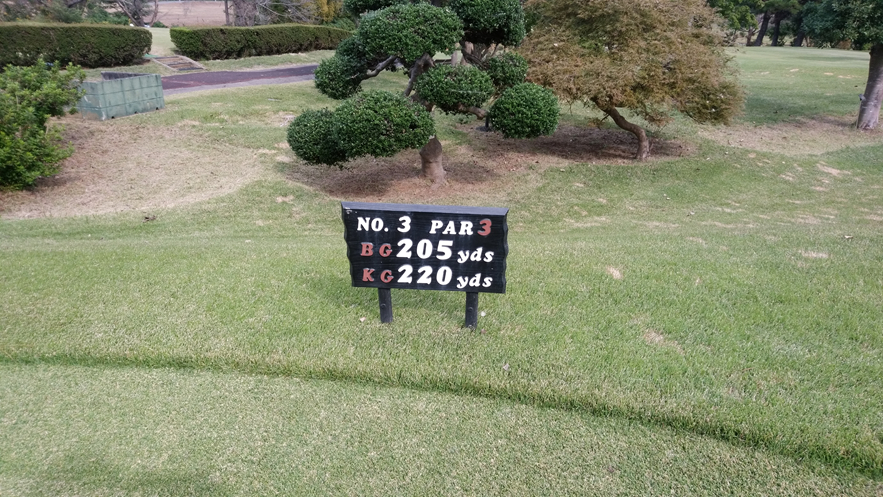 NO. 3 PAR 3
BG 205 yds
KG 220 yds